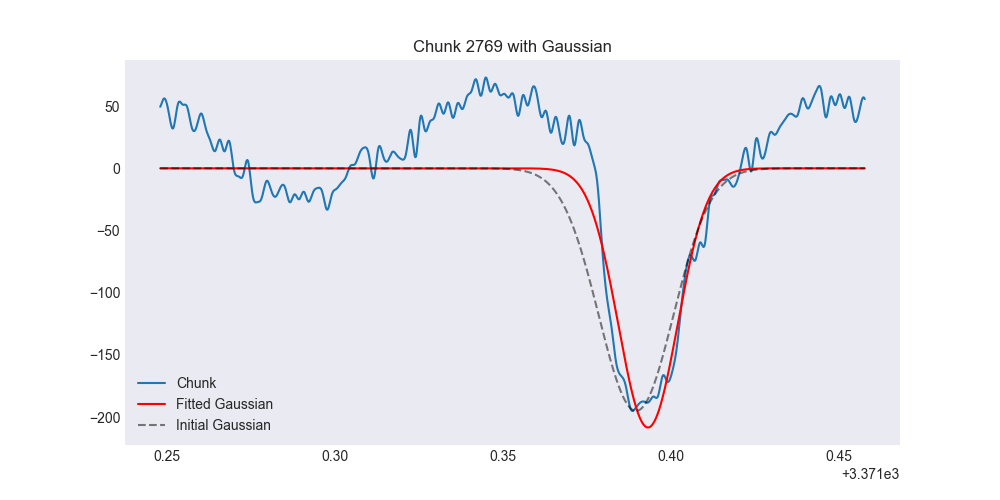 Chunk 2769 with Gaussian
50
0
−50
−100
−150
−200
Chunk
Fitted Gaussian
Initial Gaussian
0.25 0.30 0.35 0.40 0.45
+3.371e3